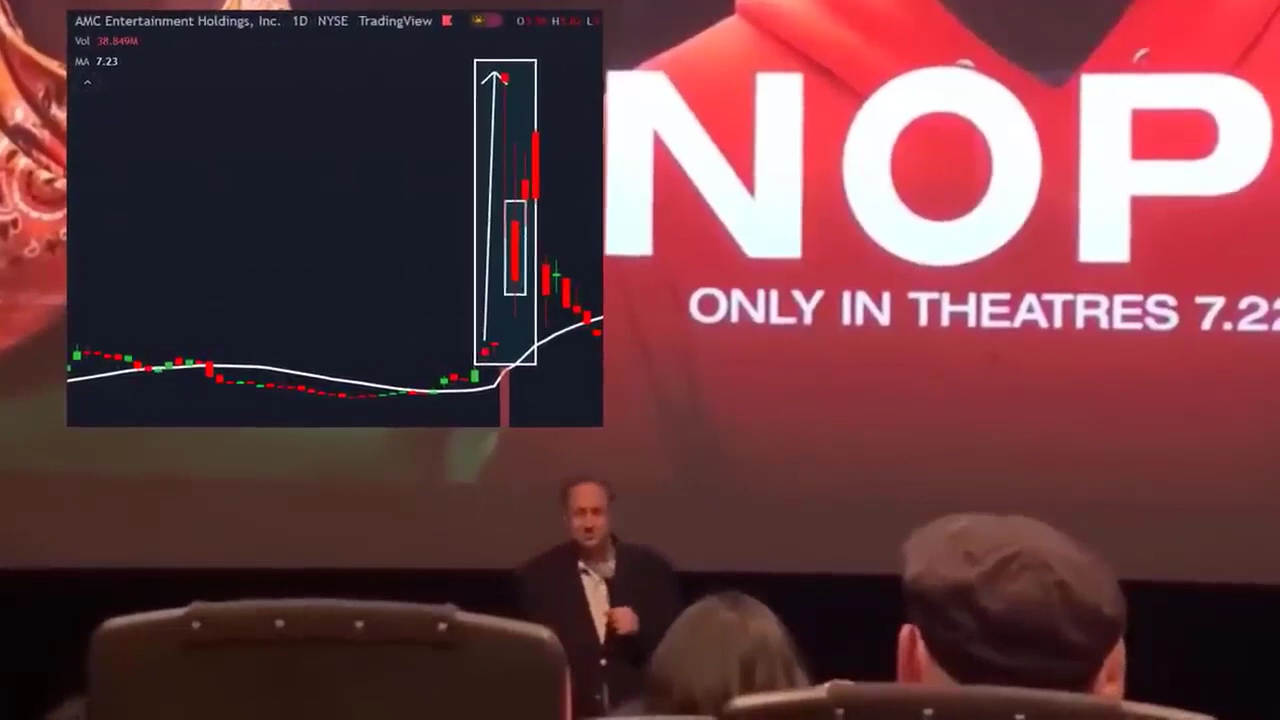 AMC Entertainment Holdings, Inc. 1D NYSE TradingView
Vol 38.849M
MA 7.23
NOP
ONLY IN THEATRES 7.22